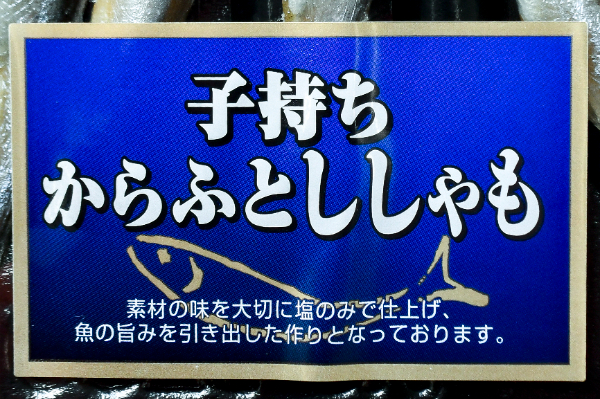 子持ち
からふとししゃも
素材の味を大切に塩のみで仕上げ、
魚の旨みを引き出した作りとなっております。